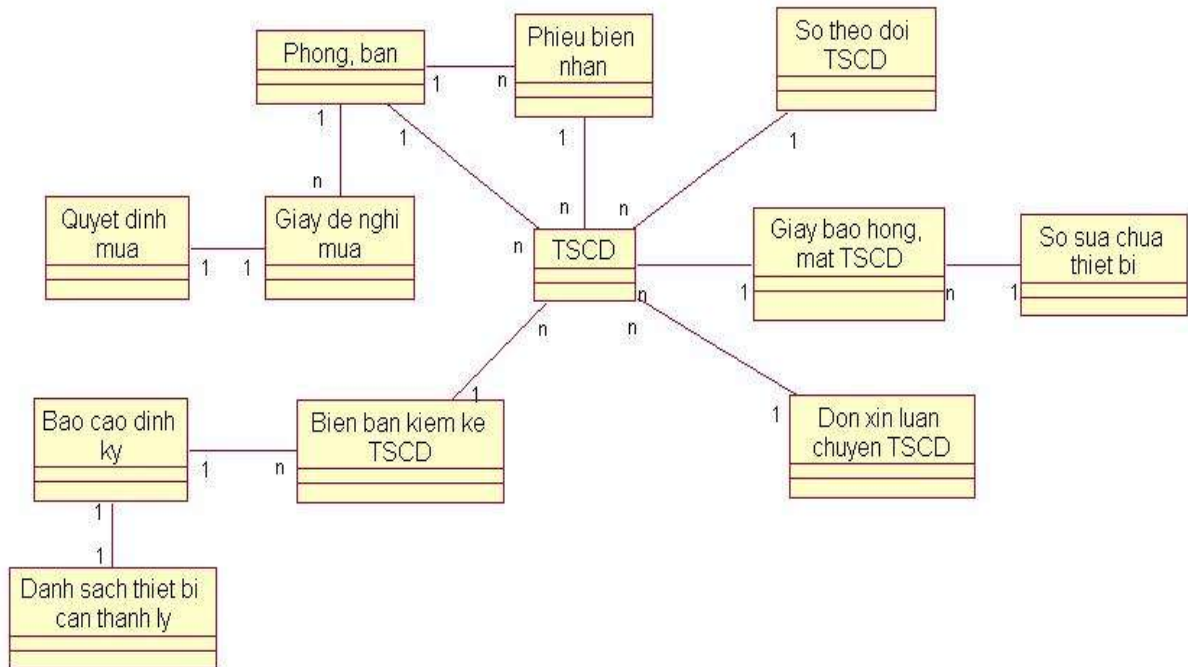 Phong, ban
Phieu bien
nhan
So theo doi
TSCD
1
n
1
1
1
1
n
n
n
Quyet dinh
mua
Giay de nghi
mua
1
1
TSCD
n
Giay bao hong,
mat TSCD
So sua chua
thiet bi
1
n
n
1
n
n
1
Bao cao dinh
ky
Bien ban kiem ke
TSCD
1
Don xin luan
chuyen TSCD
1
n
1
1
Danh sach thiet bi
can thanh ly